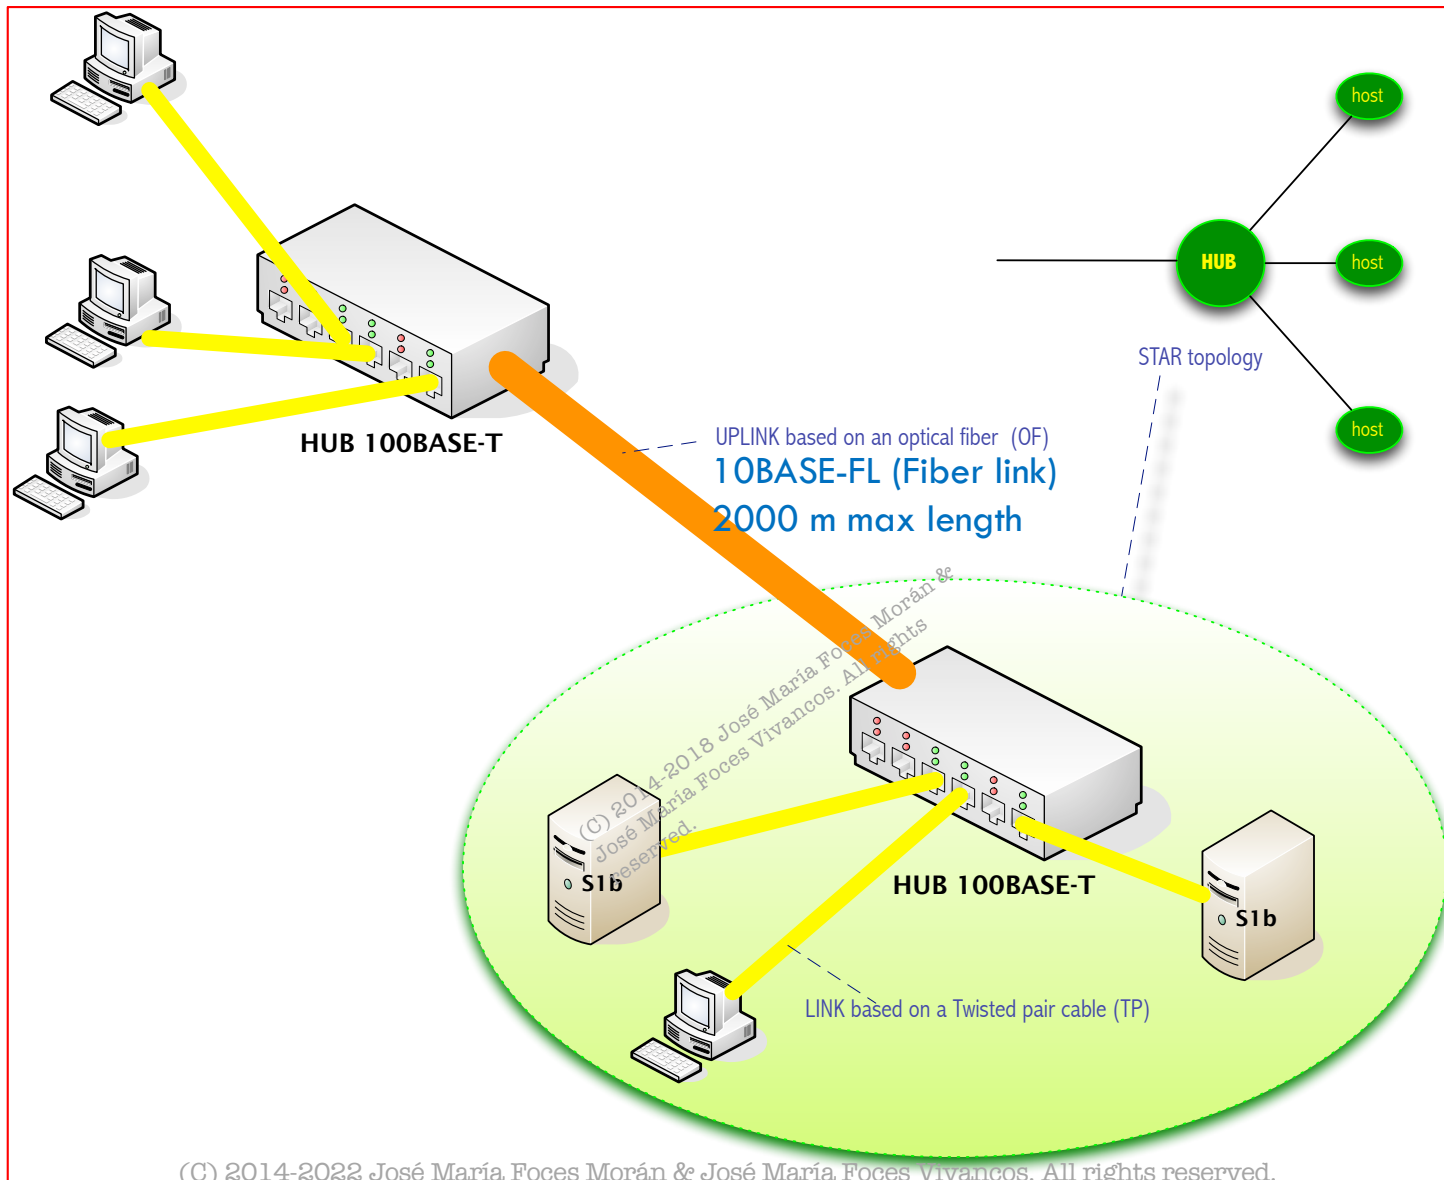 host
HUB
host
STAR topology
host
HUB 100BASE-T
UPLINK based on an optical fiber (OF)
10BASE-FL (Fiber link)
2000 m max length
(C) 2014-2018 José María Foces Morán &
José María Foces Vivancos. All rights
reserved.
S1b
HUB 100BASE-T
S1b
LINK based on a Twisted pair cable (TP)
(C) 2014-2022 José María Foces Morán & José María Foces Vivancos. All rights reserved.